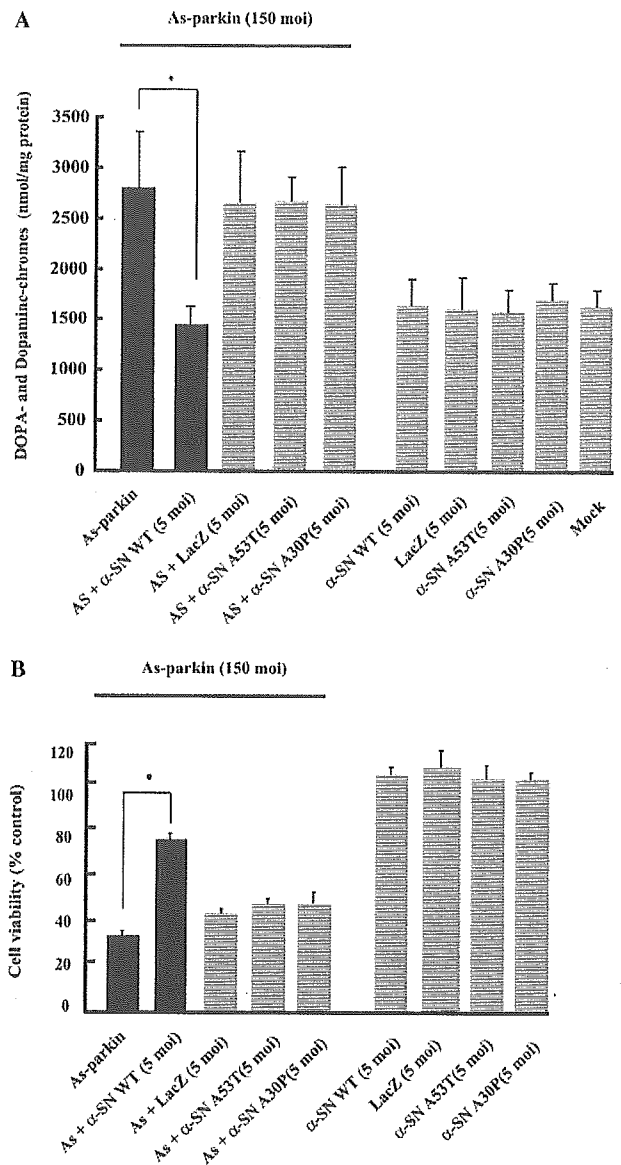 A
As-parkin (150 moi)
*
DOPA- and Dopamine-chromes (nmol/mg protein)
3500
3000
2500
2000
1500
1000
500
0
As-parkin
AS + α-SN WT (5 moi)
AS + LacZ (5 moi)
AS + α-SN A53T(5 moi)
AS + α-SN A30P(5 moi)
α-SN WT (5 moi)
LacZ (5 moi)
α-SN A53T(5 moi)
α-SN A30P(5 moi)
Mock
B
As-parkin (150 moi)
*
Cell viability (% control)
120
100
80
60
40
20
0
As-parkin
As + α-SN WT (5 moi)
As + LacZ (5 moi)
As + α-SN A53T(5 moi)
As + α-SN A30P(5 moi)
α-SN WT (5 moi)
LacZ (5 moi)
α-SN A53T(5 moi)
α-SN A30P(5 moi)